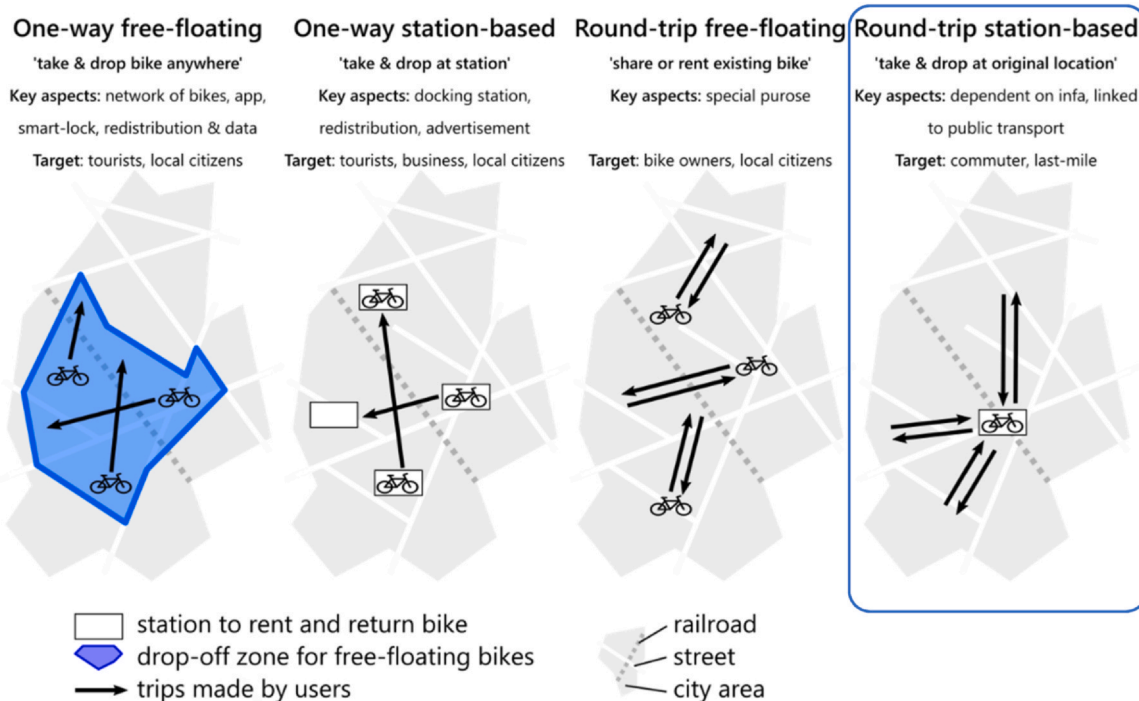 One-way free-floating
'take & drop bike anywhere'
Key aspects: network of bikes, app,
smart-lock, redistribution & data
Target: tourists, local citizens
One-way station-based
'take & drop at station'
Key aspects: docking station,
redistribution, advertisement
Target: tourists, business, local citizens
Round-trip free-floating
'share or rent existing bike'
Key aspects: special purose
Target: bike owners, local citizens
Round-trip station-based
'take & drop at original location'
Key aspects: dependent on infa, linked
to public transport
Target: commuter, last-mile
station to rent and return bike
drop-off zone for free-floating bikes
trips made by users
railroad
street
city area